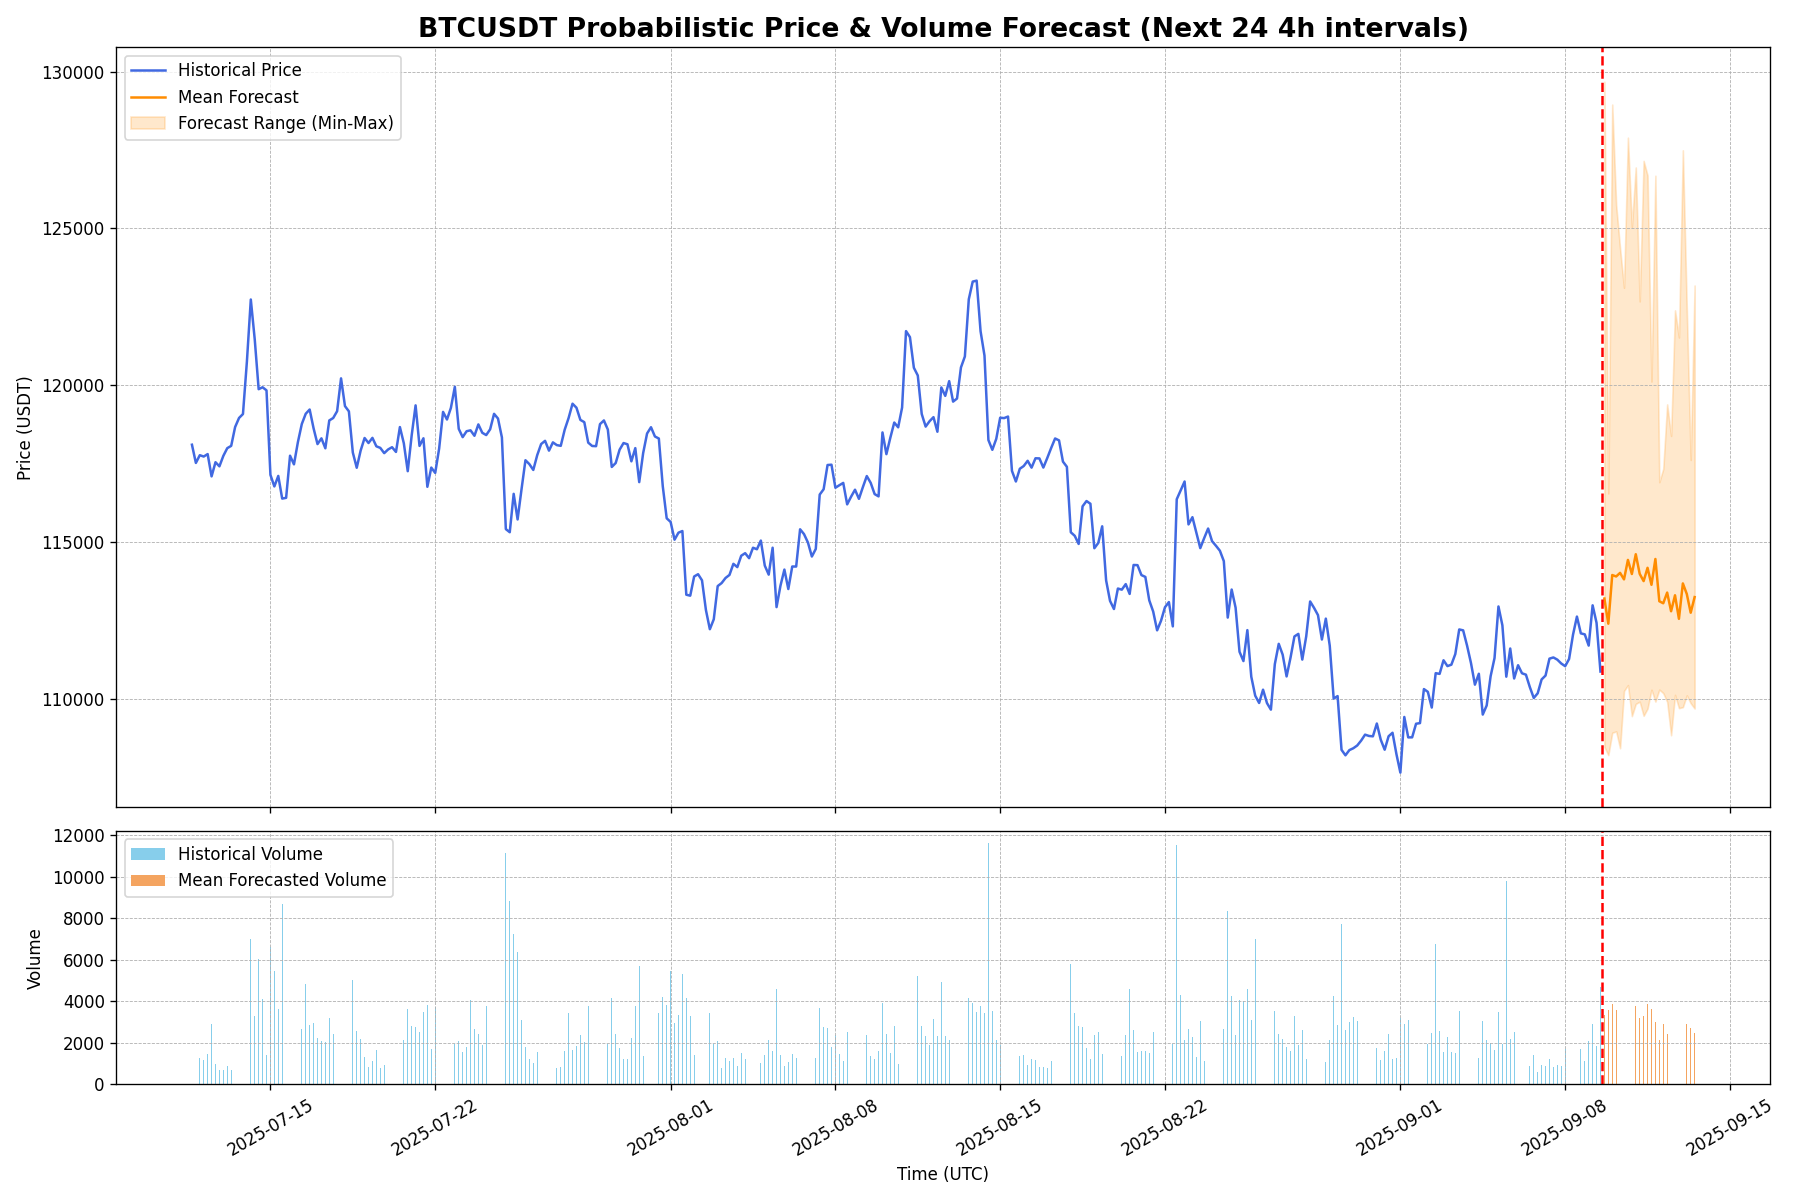 BTCUSDT Probabilistic Price & Volume Forecast (Next 24 4h intervals)
Historical Price
Mean Forecast
Forecast Range (Min-Max)
Price (USDT)
130000
125000
120000
115000
110000
Historical Volume
Mean Forecasted Volume
Volume
12000
10000
8000
6000
4000
2000
0
2025-07-15
2025-07-22
2025-08-01
2025-08-08
2025-08-15
2025-08-22
2025-09-01
2025-09-08
2025-09-15
Time (UTC)